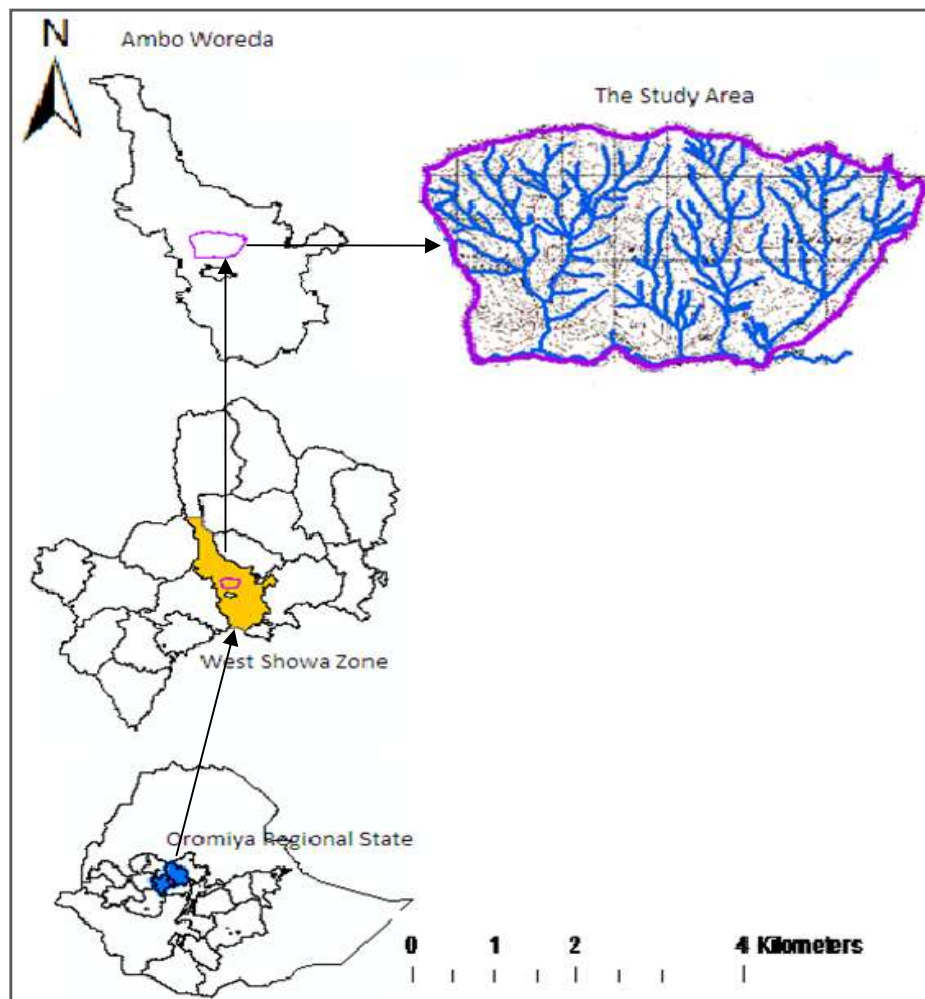 N
Ambo Woreda
The Study Area
West Showa Zone
Oromiya Regional State
0 1 2 4 Kilometers